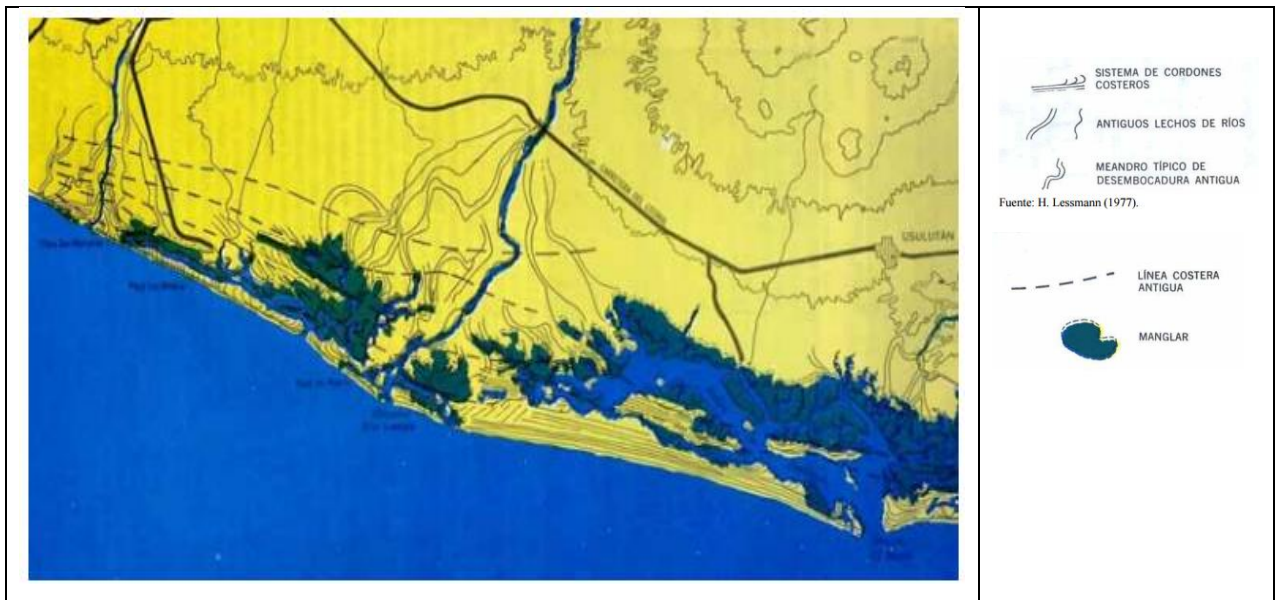 USULUTÁN
SISTEMA DE CORDONES
COSTEROS
ANTIGUOS LECHOS DE RÍOS
MEANDRO TÍPICO DE
DESEMBOCADURA ANTIGUA
Fuente: H. Lessmann (1977).
LÍNEA COSTERA
ANTIGUA
MANGLAR